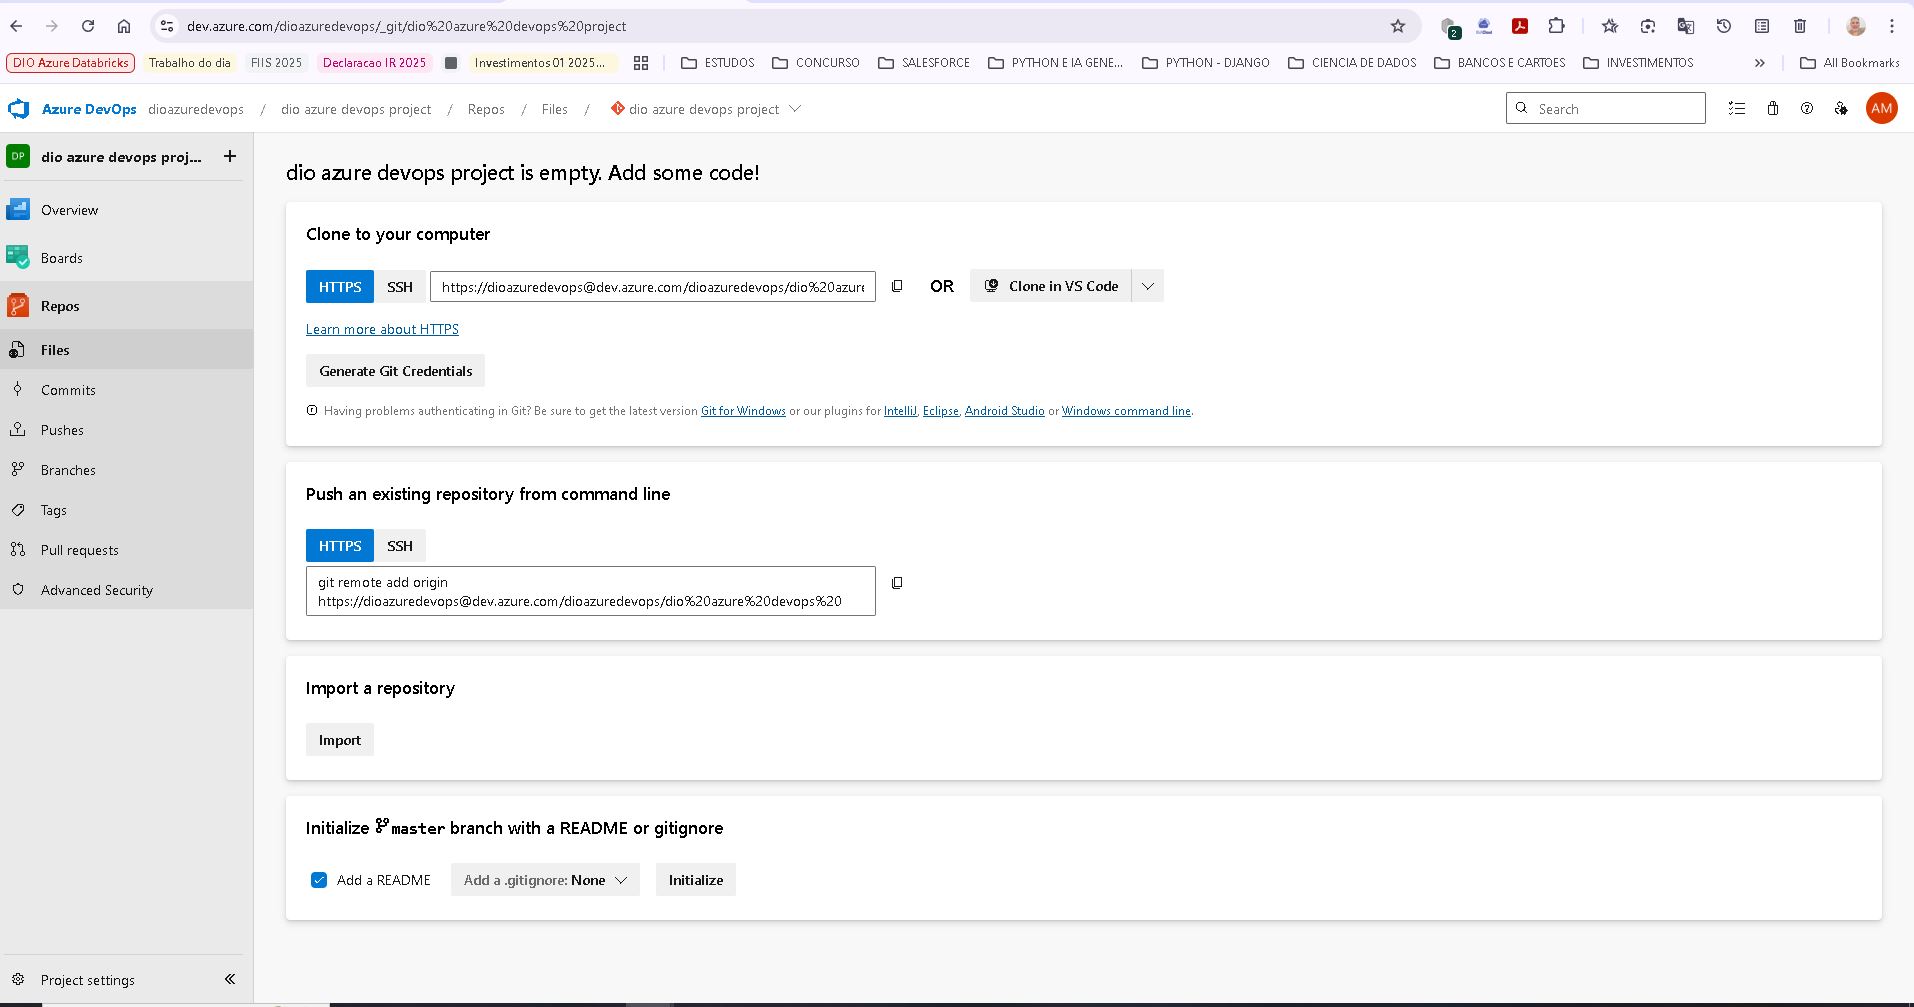 dev.azure.com/dioazuredevops/_git/dio%20azure%20devops%20project
2
DIO Azure Databricks Trabalho do dia FIIS 2025 Declaracao IR 2025 Investimentos 01 2025... ESTUDOS CONCURSO SALESFORCE PYTHON E IA GENE... PYTHON - DJANGO CIENCIA DE DADOS BANCOS E CARTOES INVESTIMENTOS » All Bookmarks
Azure DevOps dioazuredevops / dio azure devops project / Repos / Files / dio azure devops project Search AM
DP dio azure devops proj... +
Overview
Boards
Repos
Files
Commits
Pushes
Branches
Tags
Pull requests
Advanced Security
Project settings
dio azure devops project is empty. Add some code!
Clone to your computer
HTTPS SSH https://dioazuredevops@dev.azure.com/dioazuredevops/dio%20azure OR Clone in VS Code
Learn more about HTTPS
Generate Git Credentials
Having problems authenticating in Git? Be sure to get the latest version Git for Windows or our plugins for IntelliJ, Eclipse, Android Studio or Windows command line.
Push an existing repository from command line
HTTPS SSH
git remote add origin
https://dioazuredevops@dev.azure.com/dioazuredevops/dio%20azure%20devops%20
Import a repository
Import
Initialize master branch with a README or gitignore
Add a README Add a .gitignore: None Initialize